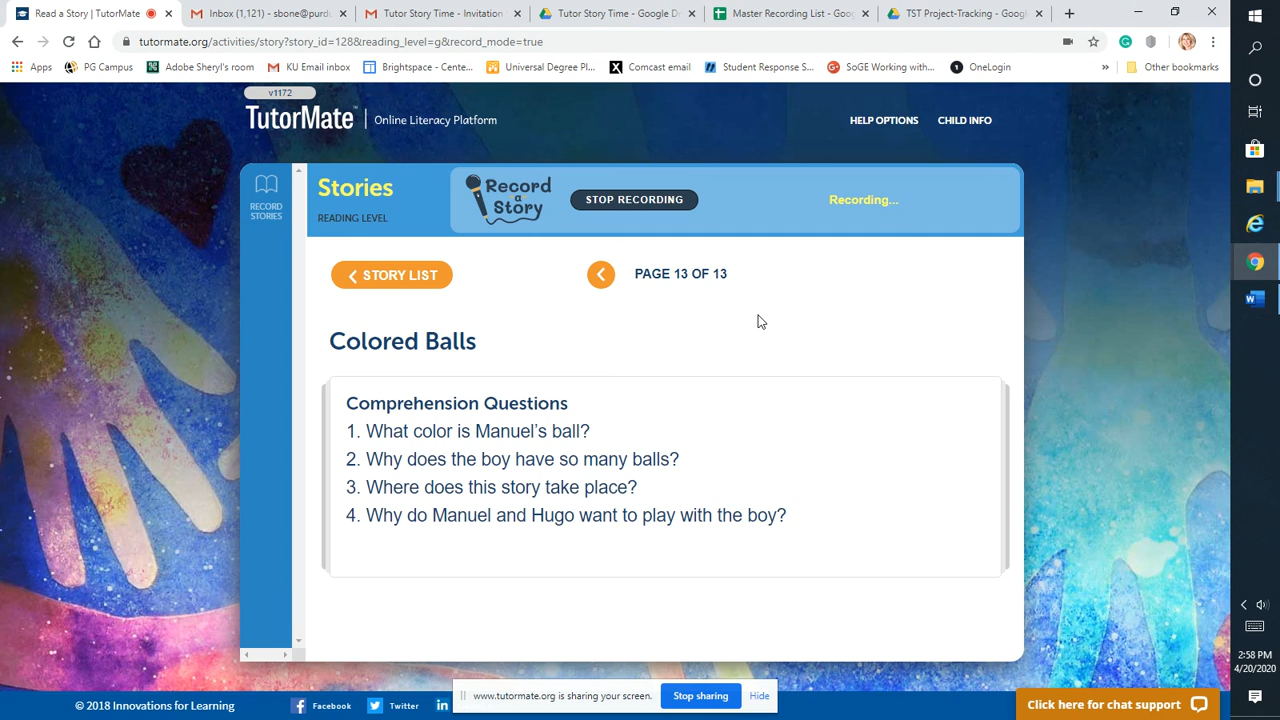 Read a Story | TutorMate
Inbox (1,121) - sbone@purd
Tutor Story Time - Invitation
Tutor Story Time - Google D
Master Recording List - Goog
TST Project-Tracking - Goog
tutormate.org/activities/story?story_id=128&reading_level=g&record_mode=true
Apps
PG Campus
Adobe Sheryl's room
KU Email inbox
Brightspace - Cente...
Universal Degree Pl...
Comcast email
Student Response S...
SoGE Working with...
OneLogin
Other bookmarks
v1172
TutorMate™ | Online Literacy Platform
HELP OPTIONS
CHILD INFO
RECORD
STORIES
Stories
READING LEVEL
Record
a
Story
STOP RECORDING
Recording...
STORY LIST
PAGE 13 OF 13
Colored Balls
Comprehension Questions
1. What color is Manuel's ball?
2. Why does the boy have so many balls?
3. Where does this story take place?
4. Why do Manuel and Hugo want to play with the boy?
www.tutormate.org is sharing your screen.
Stop sharing
Hide
© 2018 Innovations for Learning
Facebook
Twitter
Click here for chat support
2:58 PM
4/20/2020